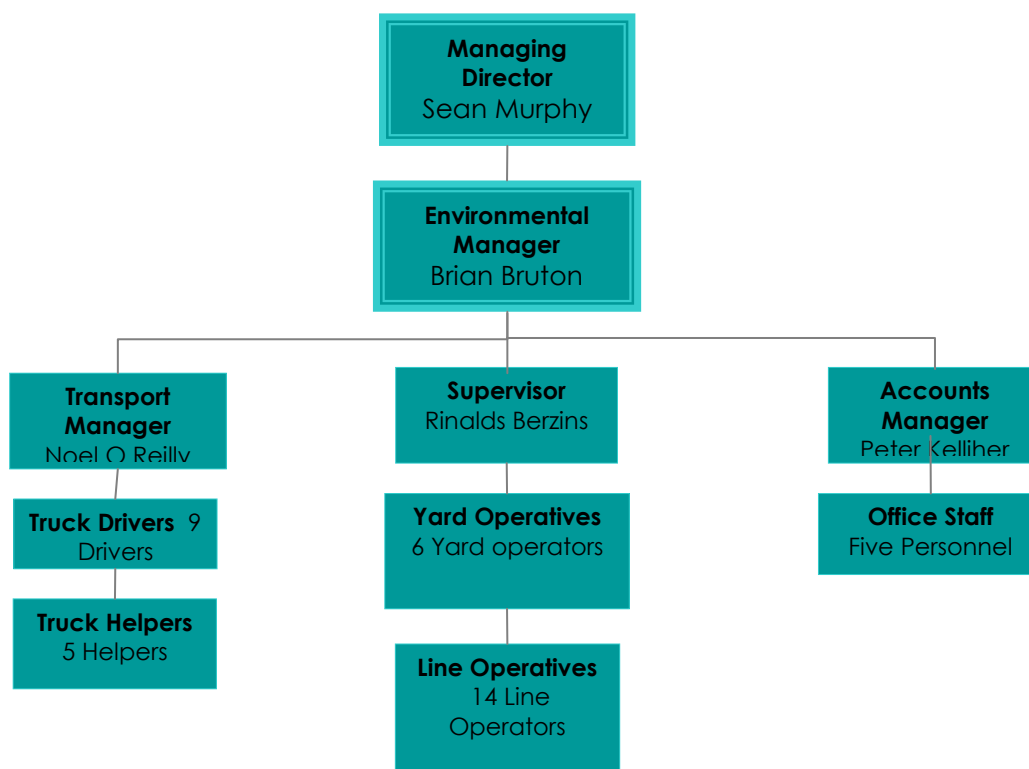 Managing
Director
Sean Murphy
Environmental
Manager
Brian Bruton
Transport
Manager
Noel O Reilly
Supervisor
Rinalds Berzins
Accounts
Manager
Peter Kelliher
Truck Drivers 9
Drivers
Yard Operatives
6 Yard operators
Office Staff
Five Personnel
Truck Helpers
5 Helpers
Line Operatives
14 Line
Operators